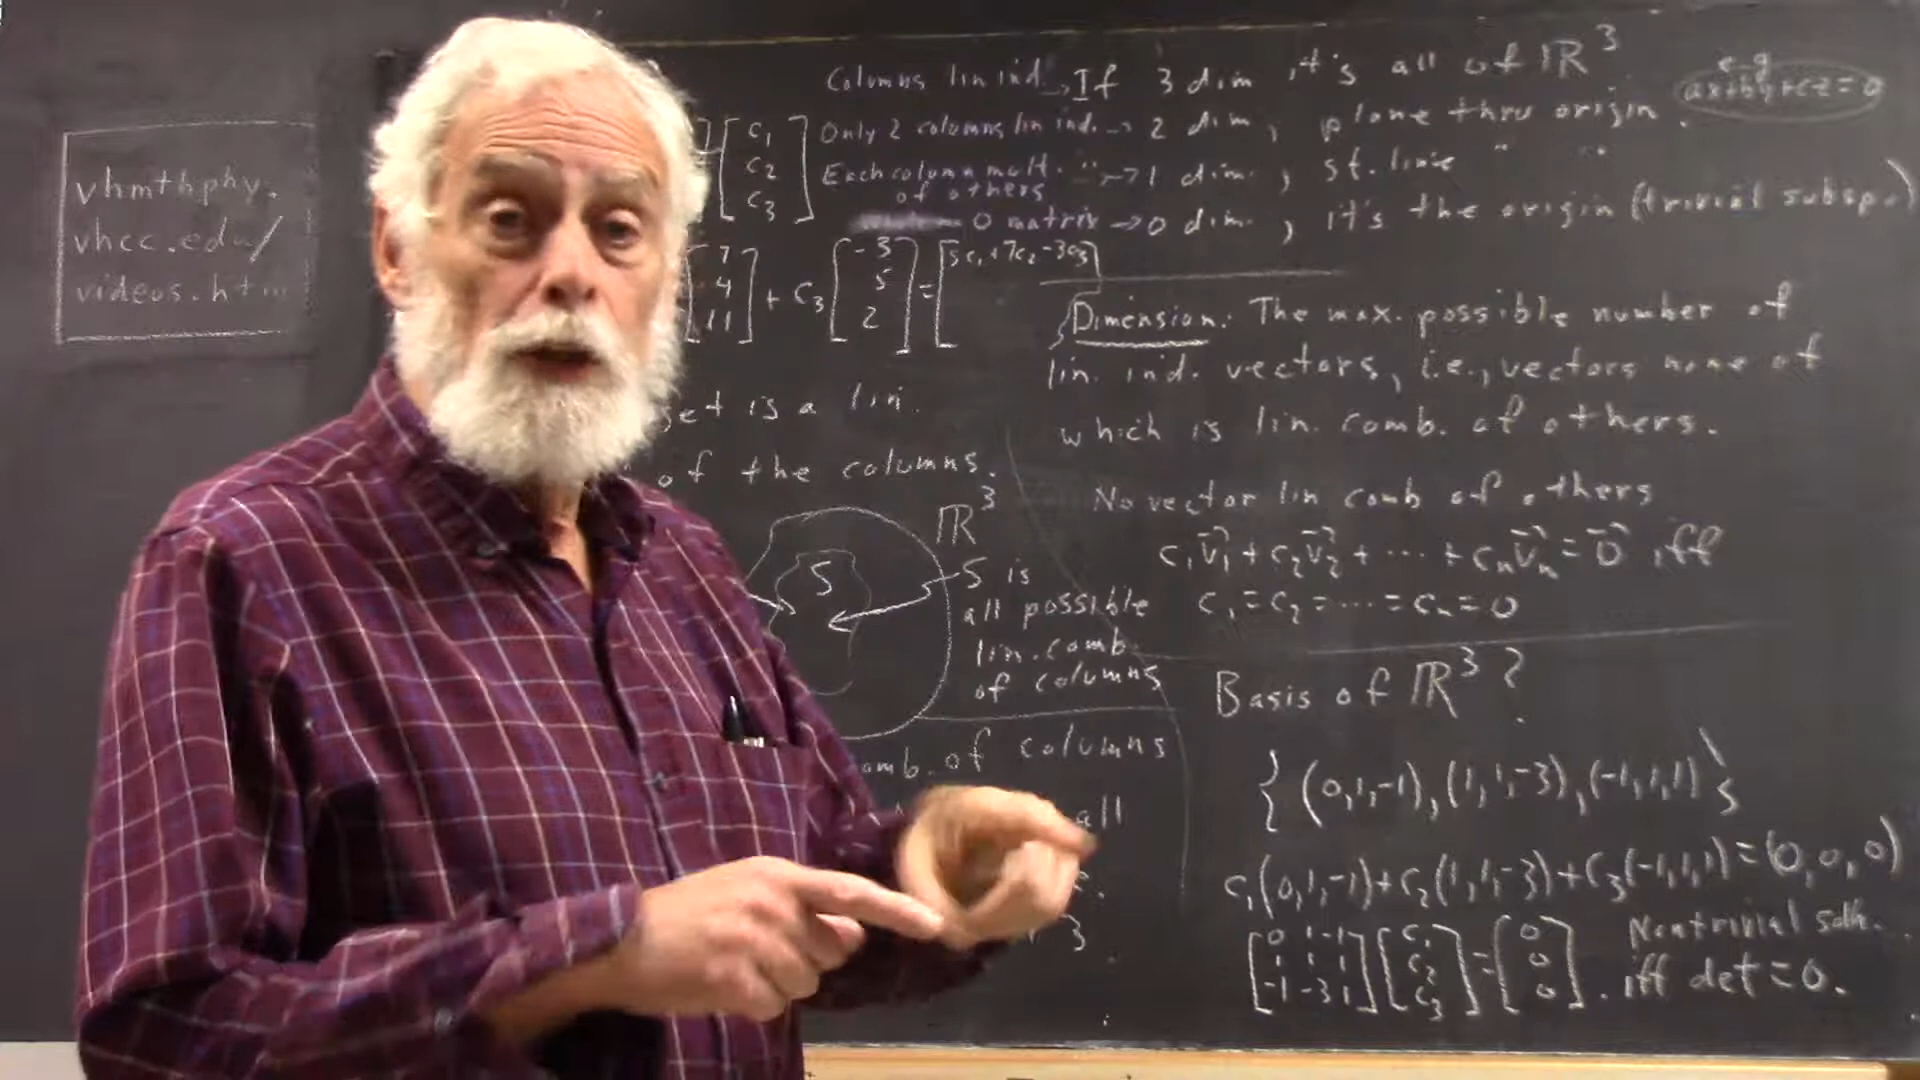 vhmthphy.
vhcc.edu/
videos.htm
Columns lin ind. → If 3 dim it's all of ℝ³
e.g
ax+by+cz=0
Only 2 columns lin ind. → 2 dim, plane thru origin.
Each column mult. " → 1 dim, st. line " "
of others
0 matrix → 0 dim, it's the origin (trivial subsp.)
[c₁
c₂
c₃]
[7
4
11] + c₃ [-3
5
2] = [5c₁+7c₂-3c₃]
set is a lin.
of the columns.
ℝ³
S
S is
all possible
lin. comb.
of columns
comb. of columns
all
3
Dimension: The max. possible number of
lin. ind. vectors, i.e., vectors none of
which is lin. comb. of others.
No vector lin comb of others
c₁v⃗₁ + c₂v⃗₂ + ⋯ + cₙv⃗ₙ = 0⃗ iff
c₁=c₂=⋯=cₙ=0
Basis of ℝ³?
{(0,1,-1), (1,1,-3), (-1,1,1)}
c₁(0,1,-1)+c₂(1,1,-3)+c₃(-1,1,1)=(0,0,0)
[0 1 -1
1 1 1
-1 -3 1] [c₁
c₂
c₃] = [0
0
0]. Nontrivial soln.
iff det = 0.